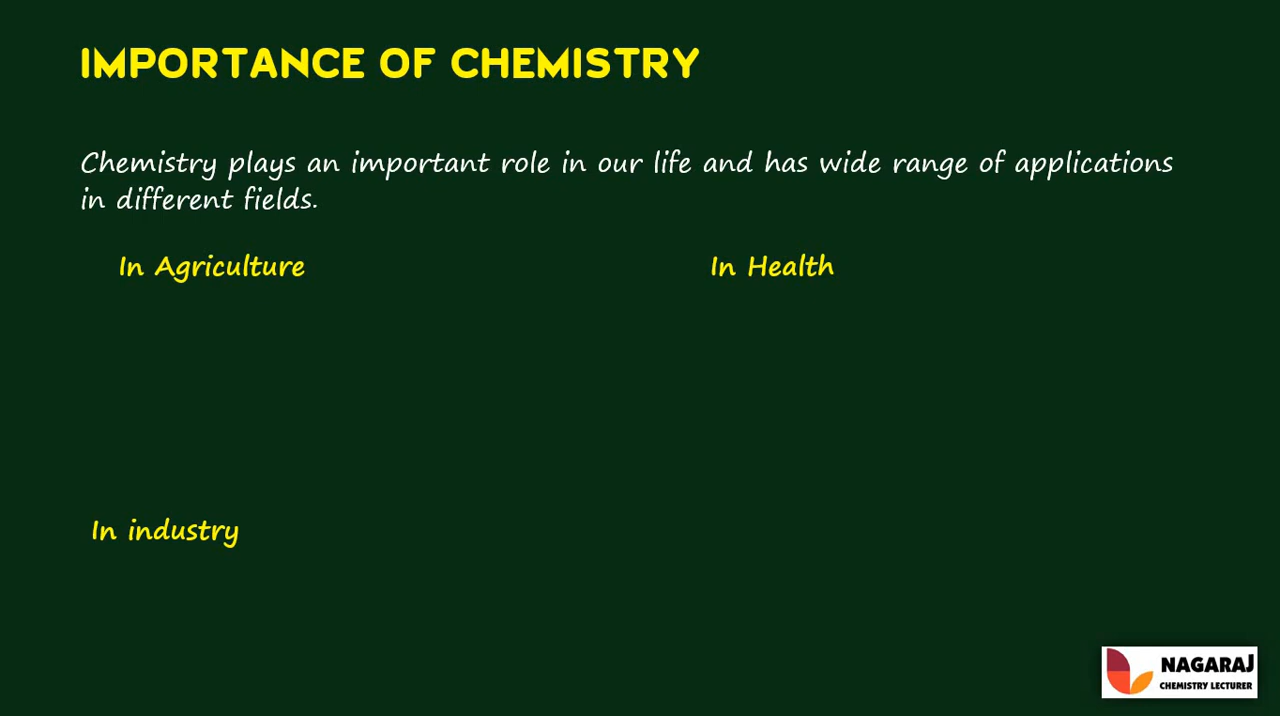 IMPORTANCE OF CHEMISTRY
Chemistry plays an important role in our life and has wide range of applications
in different fields.
In Agriculture
In Health
In industry
NAGARAJ
CHEMISTRY LECTURER